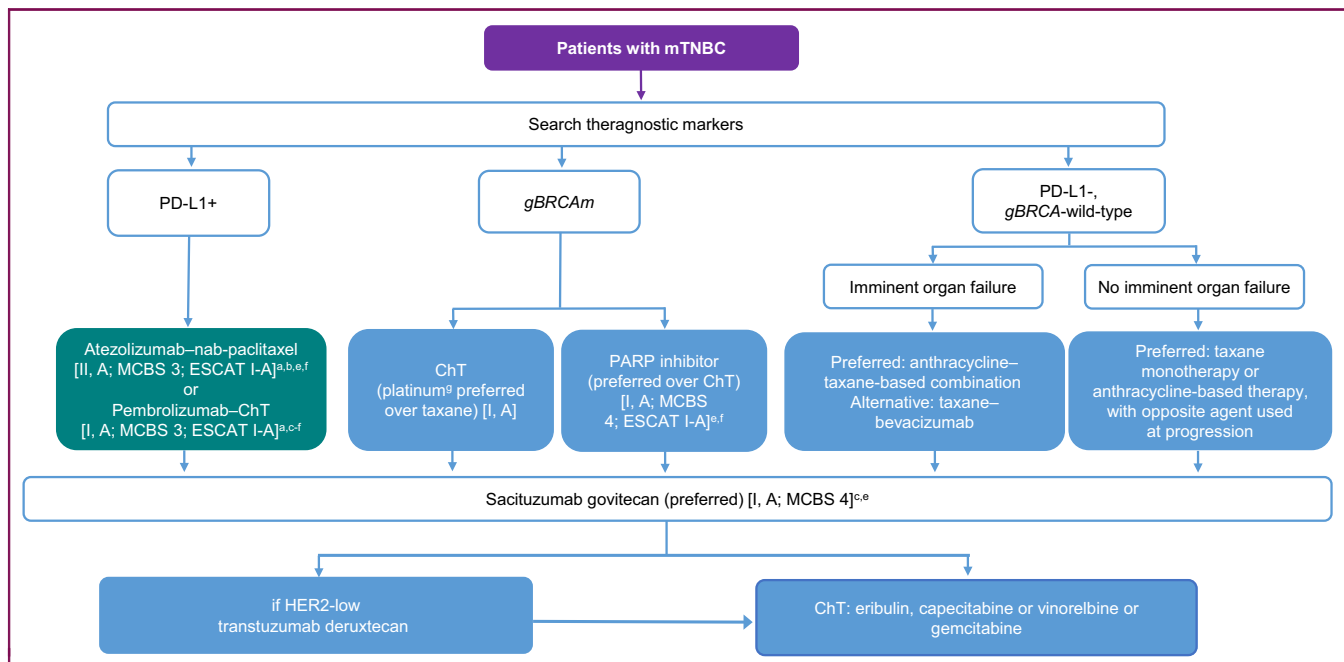 Patients with mTNBC
Search theragnostic markers
PD-L1+
gBRCAm
PD-L1-,
gBRCA-wild-type
Imminent organ failure
No imminent organ failure
Atezolizumab–nab-paclitaxel
[II, A; MCBS 3; ESCAT I-A]a,b,e,f
or
Pembrolizumab–ChT
[I, A; MCBS 3; ESCAT I-A]a,c-f
ChT
(platinumg preferred
over taxane) [I, A]
PARP inhibitor
(preferred over ChT)
[I, A; MCBS
4; ESCAT I-A]e,f
Preferred: anthracycline–
taxane-based combination
Alternative: taxane–
bevacizumab
Preferred: taxane
monotherapy or
anthracycline-based therapy,
with opposite agent used
at progression
Sacituzumab govitecan (preferred) [I, A; MCBS 4]c,e
if HER2-low
transtuzumab deruxtecan
ChT: eribulin, capecitabine or vinorelbine or
gemcitabine